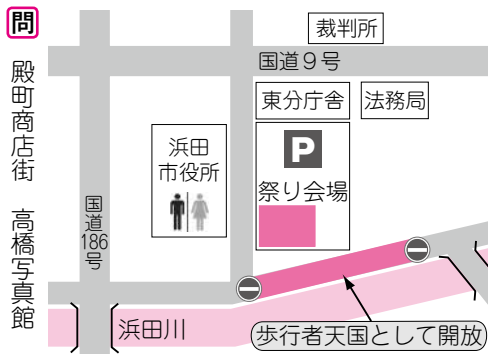 問
殿町商店街　高橋写真館
裁判所
国道９号
東分庁舎
法務局
浜田
市役所
P
祭り会場
国道
186
号
浜田川
歩行者天国として開放